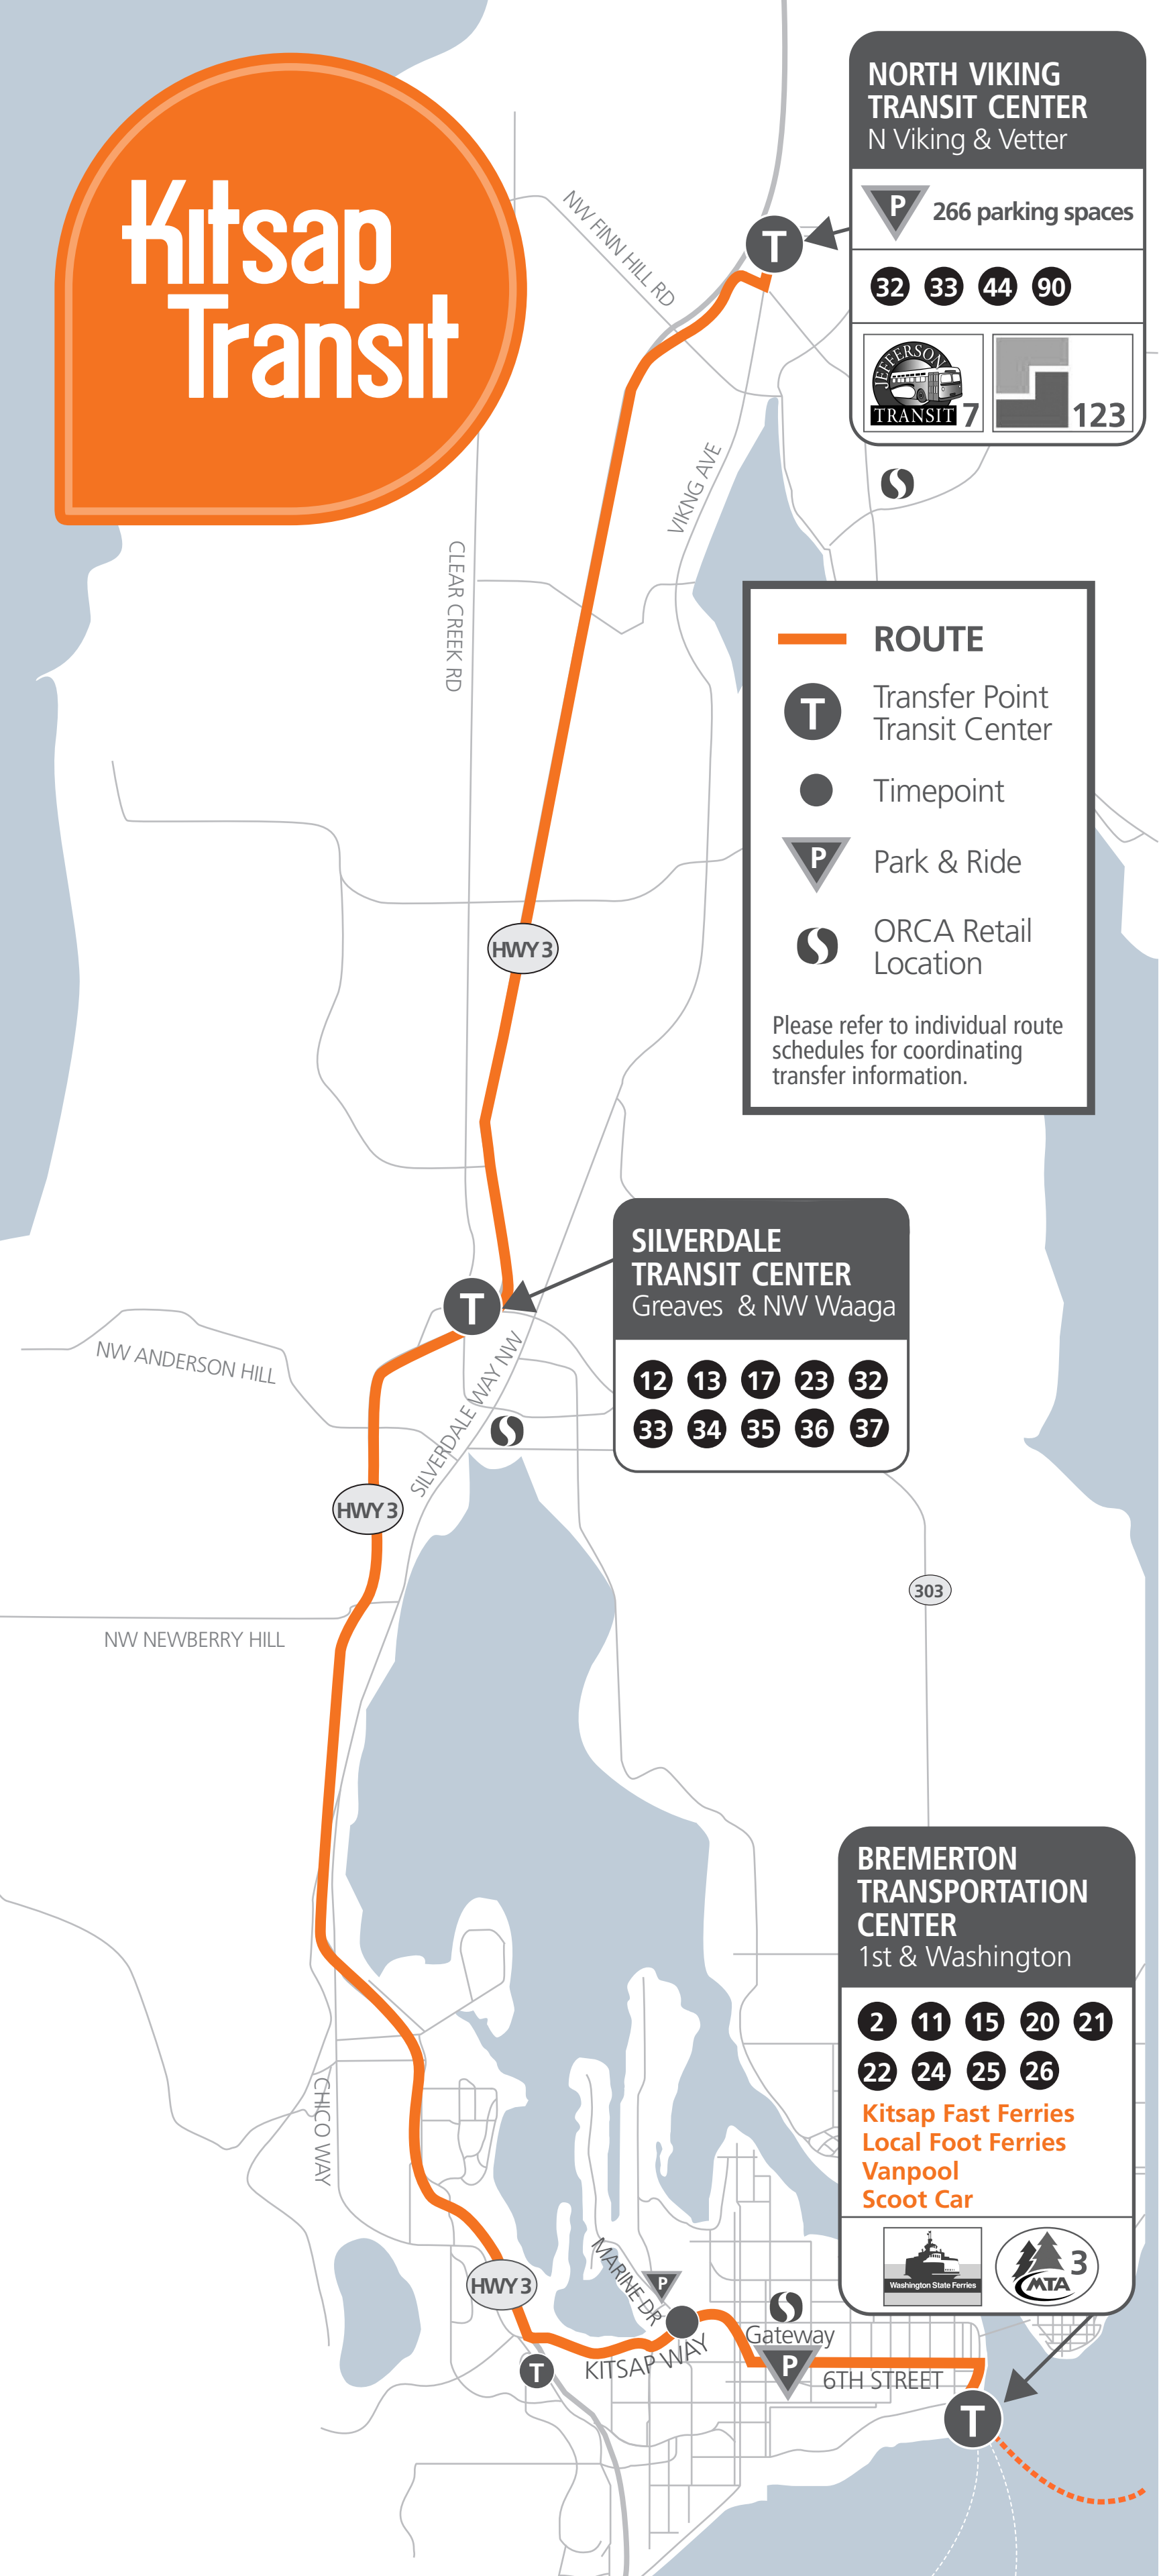 Kitsap
Transit
NORTH VIKING
TRANSIT CENTER
N Viking & Vetter
P 266 parking spaces
32 33 44 90
JEFFERSON
TRANSIT 7
123
T
NW FINN HILL RD
VIKNG AVE
CLEAR CREEK RD
ROUTE
T Transfer Point
Transit Center
Timepoint
P Park & Ride
ORCA Retail
Location
Please refer to individual route
schedules for coordinating
transfer information.
HWY 3
SILVERDALE
TRANSIT CENTER
Greaves & NW Waaga
12 13 17 23 32
33 34 35 36 37
T
NW ANDERSON HILL
SILVERDALE WAY NW
HWY 3
303
NW NEWBERRY HILL
BREMERTON
TRANSPORTATION
CENTER
1st & Washington
2 11 15 20 21
22 24 25 26
Kitsap Fast Ferries
Local Foot Ferries
Vanpool
Scoot Car
Washington State Ferries
MTA 3
CHICO WAY
HWY 3
MARINE DR
P
Gateway
P
T
KITSAP WAY
6TH STREET
T